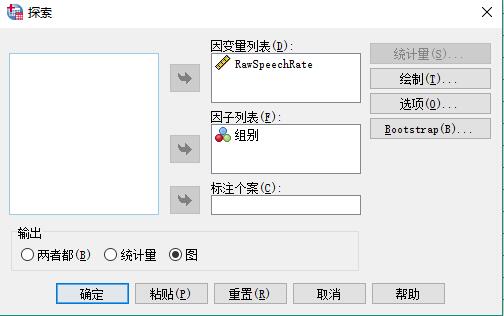 探索
因变量列表(D):
RawSpeechRate
因子列表(F):
组别
标注个案(C):
统计量(S)...
绘制(T)...
选项(O)...
Bootstrap(B)...
输出
两者都(B) 统计量 图
确定 粘贴(P) 重置(R) 取消 帮助